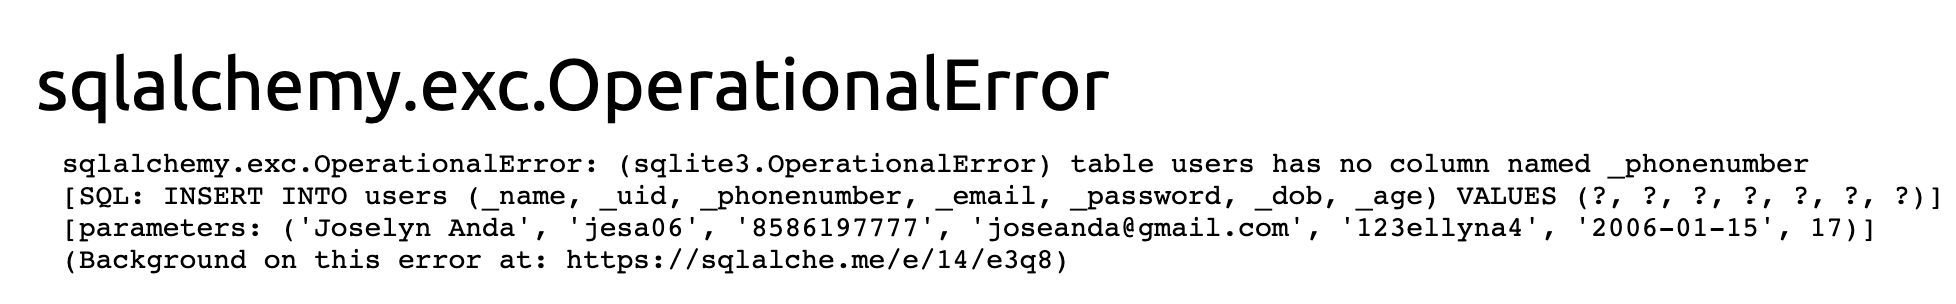 sqlalchemy.exc.OperationalError
sqlalchemy.exc.OperationalError: (sqlite3.OperationalError) table users has no column named _phonenumber
[SQL: INSERT INTO users (_name, _uid, _phonenumber, _email, _password, _dob, _age) VALUES (?, ?, ?, ?, ?, ?, ?)]
[parameters: ('Joselyn Anda', 'jesa06', '8586197777', 'joseanda@gmail.com', '123ellyna4', '2006-01-15', 17)]
(Background on this error at: https://sqlalche.me/e/14/e3q8)